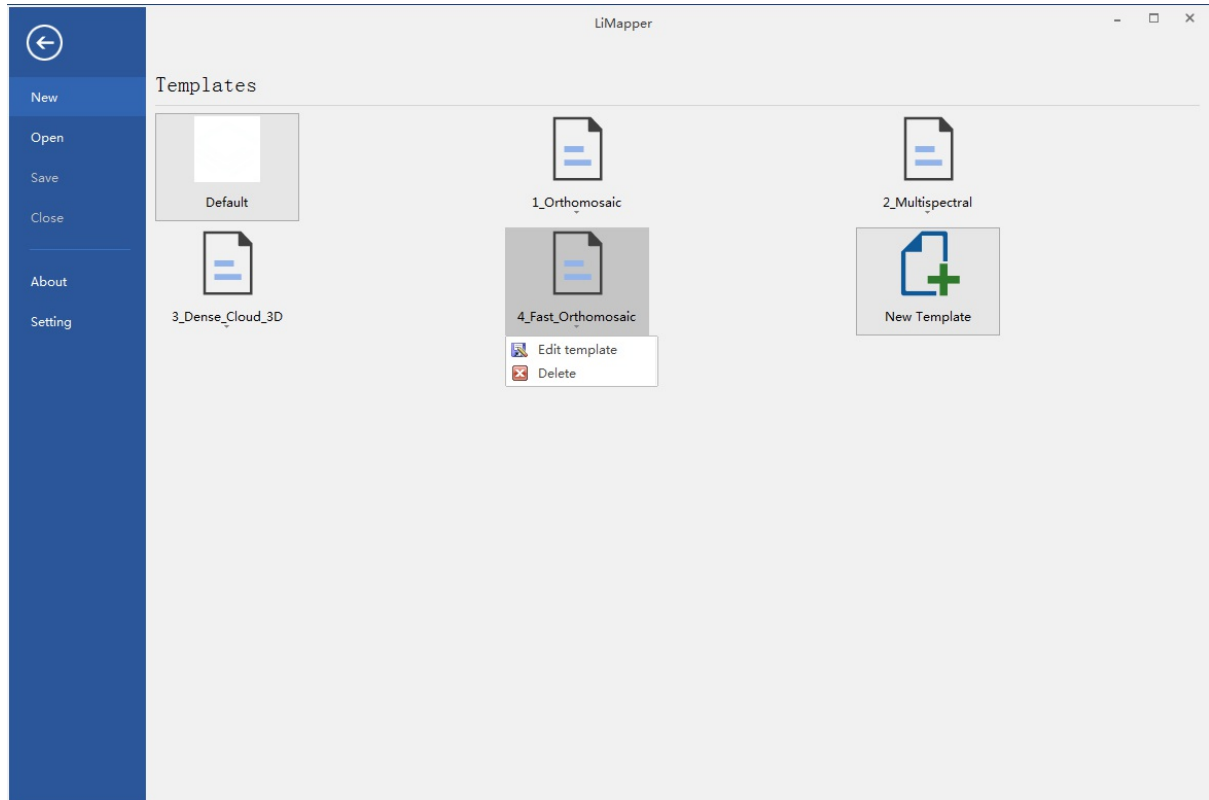 LiMapper
New
Open
Save
Close
About
Setting
Templates
Default
1_Orthomosaic
2_Multispectral
3_Dense_Cloud_3D
4_Fast_Orthomosaic
New Template
Edit template
Delete